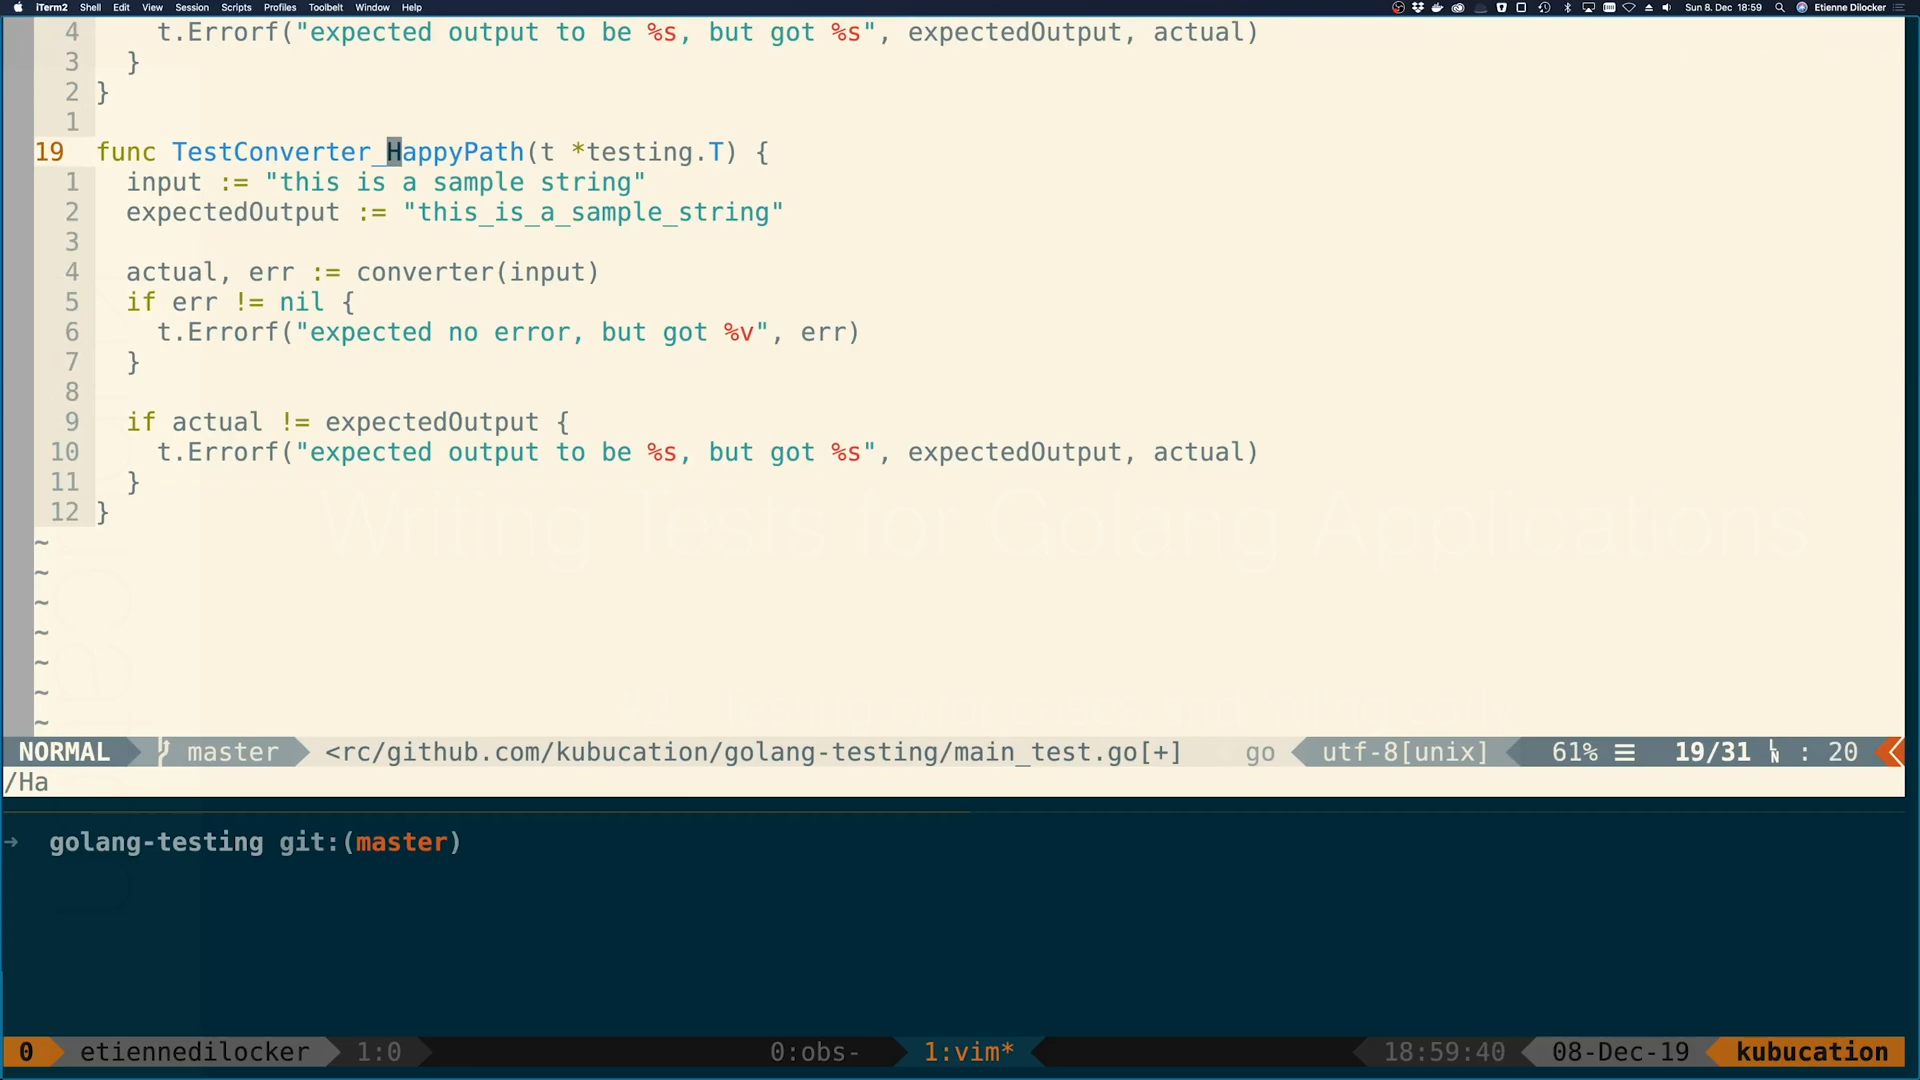 iTerm2 Shell Edit View Session Scripts Profiles Toolbelt Window Help Sun 8. Dec 18:59 Etienne Dilocker
4 t.Errorf("expected output to be %s, but got %s", expectedOutput, actual)
3 }
2 }
1
19 func TestConverter_HappyPath(t *testing.T) {
1 input := "this is a sample string"
2 expectedOutput := "this_is_a_sample_string"
3
4 actual, err := converter(input)
5 if err != nil {
6 t.Errorf("expected no error, but got %v", err)
7 }
8
9 if actual != expectedOutput {
10 t.Errorf("expected output to be %s, but got %s", expectedOutput, actual)
11 }
12 }
~
Writing Tests for Golang Applications
~
~
~
~
~
~
NORMAL master <rc/github.com/kubucation/golang-testing/main_test.go[+] go utf-8[unix] 61% 19/31 : 20
/Ha
→ golang-testing git:(master)
0 etiennedilocker 1:0 0:obs- 1:vim* 18:59:40 08-Dec-19 kubucation